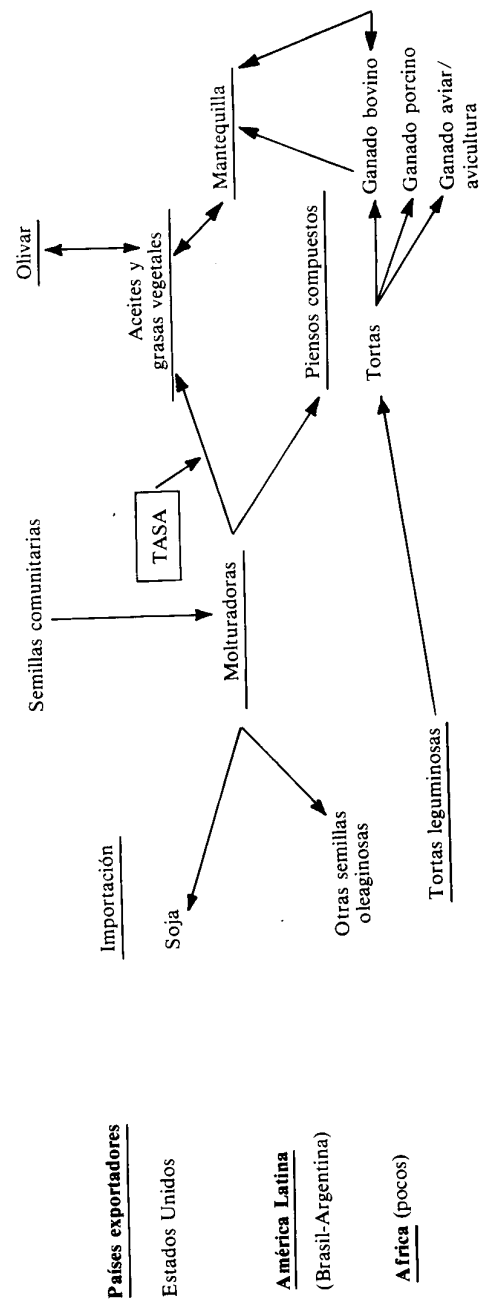 Países exportadores
Estados Unidos
América Latina
(Brasil-Argentina)
Africa (pocos)
Importación
Soja
Otras semillas
oleaginosas
Tortas leguminosas
Semillas comunitarias
Molturadoras
TASA
Olivar
Aceites y
grasas vegetales
Mantequilla
Piensos compuestos
Tortas
Ganado bovino
Ganado porcino
Ganado aviar/
avicultura